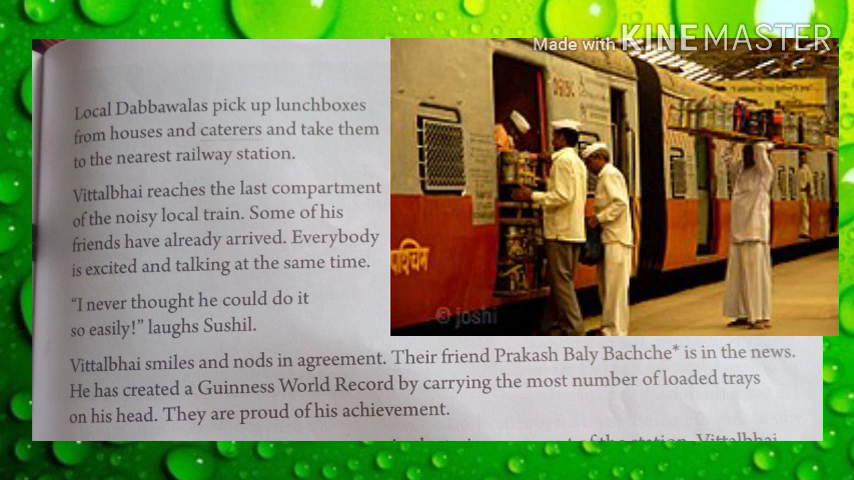 Made with KINEMASTER
Local Dabbawalas pick up lunchboxes
from houses and caterers and take them
to the nearest railway station.
Vittalbhai reaches the last compartment
of the noisy local train. Some of his
friends have already arrived. Everybody
is excited and talking at the same time.
“I never thought he could do it
so easily!” laughs Sushil.
पश्चिम
© joshi
Vittalbhai smiles and nods in agreement. Their friend Prakash Baly Bachche* is in the news.
He has created a Guinness World Record by carrying the most number of loaded trays
on his head. They are proud of his achievement.
of the station. Vittalbhai